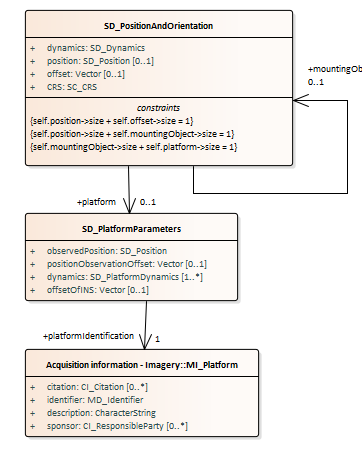 SD_PositionAndOrientation
+ dynamics: SD_Dynamics
+ position: SD_Position [0..1]
+ offset: Vector [0..1]
+ CRS: SC_CRS
constraints
{self.position->size + self.offset->size = 1}
{self.position->size + self.mountingObject->size = 1}
{self.mountingObject->size + self.platform->size = 1}
+mountingOb
0..1
+platform 0..1
SD_PlatformParameters
+ observedPosition: SD_Position
+ positionObservationOffset: Vector [0..1]
+ dynamics: SD_PlatformDynamics [1..*]
+ offsetOfINS: Vector [0..1]
+platformIdentification 1
Acquisition information - Imagery::MI_Platform
+ citation: CI_Citation [0..*]
+ identifier: MD_Identifier
+ description: CharacterString
+ sponsor: CI_ResponsibleParty [0..*]